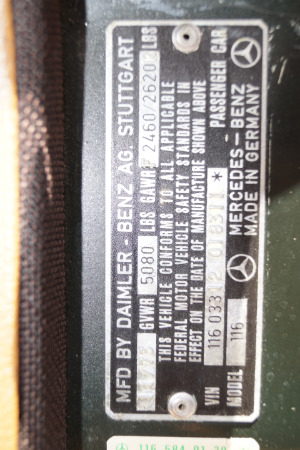 MFD BY DAIMLER-BENZ AG. STUTTGART
GVWR 5080 LBS GAWR 2460/2620 LBS
THIS VEHICLE CONFORMS TO ALL APPLICABLE
FEDERAL MOTOR VEHICLE SAFETY STANDARDS IN
EFFECT ON THE DATE OF MANUFACTURE SHOWN ABOVE
VIN 116 033 12 PASSENGER CAR
MODEL 116 MERCEDES-BENZ
MADE IN GERMANY